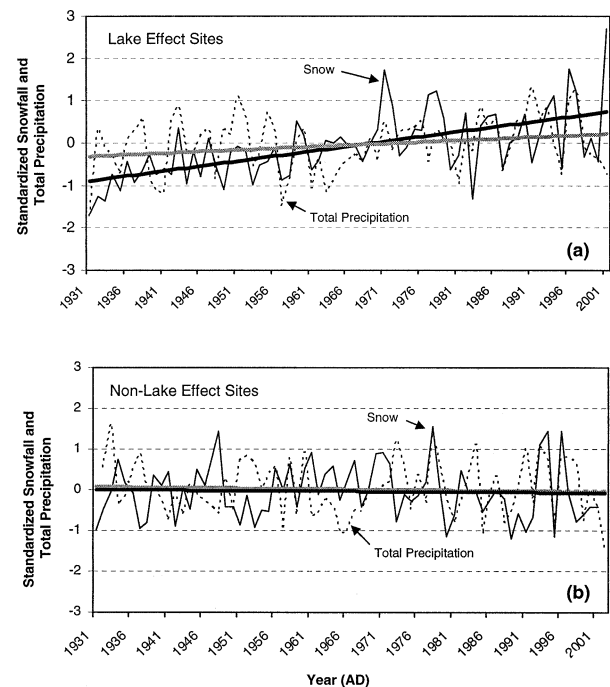 Standardized Snowfall and
Total Precipitation
3
2
1
0
-1
-2
-3
Lake Effect Sites
Snow
Total Precipitation
(a)
1931 1936 1941 1946 1951 1956 1961 1966 1971 1976 1981 1986 1991 1996 2001
Standardized Snowfall and
Total Precipitation
3
2
1
0
-1
-2
-3
Non-Lake Effect Sites
Snow
Total Precipitation
(b)
1931 1936 1941 1946 1951 1956 1961 1966 1971 1976 1981 1986 1991 1996 2001
Year (AD)